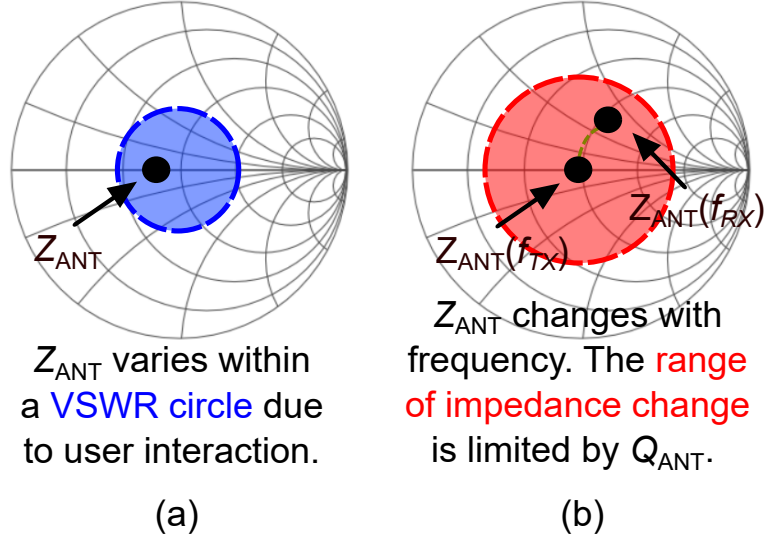 Z_ANT
Z_ANT varies within
a VSWR circle due
to user interaction.
(a)
Z_ANT(f_RX)
Z_ANT(f_TX)
Z_ANT changes with
frequency. The range
of impedance change
is limited by Q_ANT.
(b)